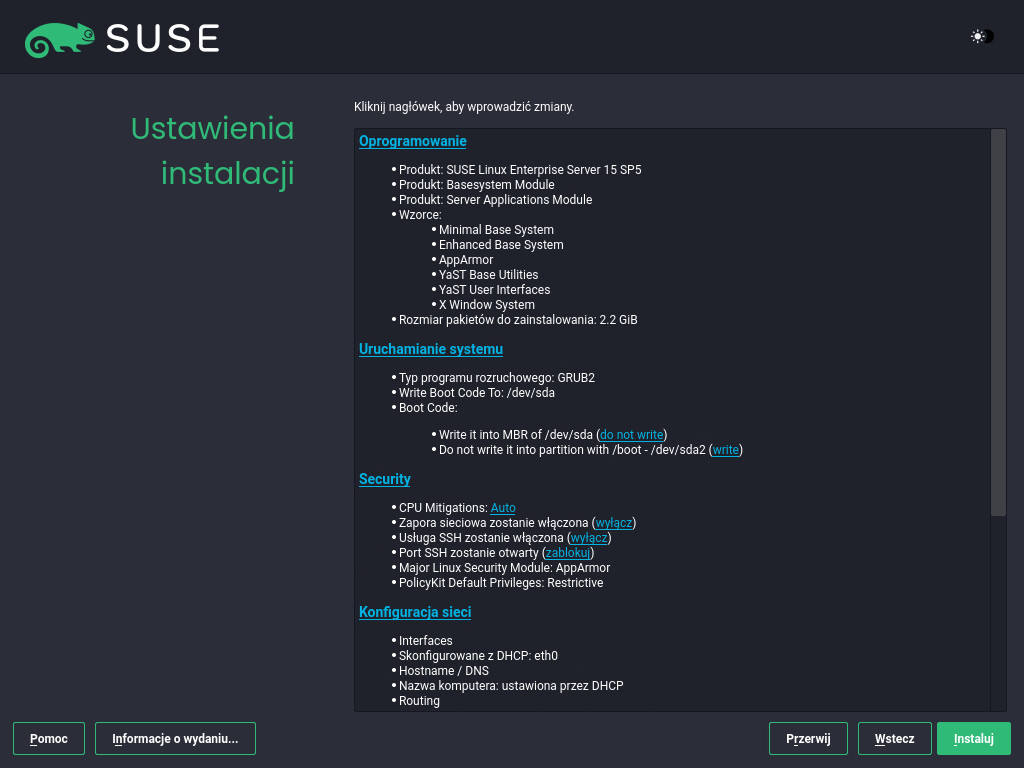 SUSE
Ustawienia
instalacji
Kliknij nagłówek, aby wprowadzić zmiany.
Oprogramowanie
• Produkt: SUSE Linux Enterprise Server 15 SP5
• Produkt: Basesystem Module
• Produkt: Server Applications Module
• Wzorce:
• Minimal Base System
• Enhanced Base System
• AppArmor
• YaST Base Utilities
• YaST User Interfaces
• X Window System
• Rozmiar pakietów do zainstalowania: 2.2 GiB
Uruchamianie systemu
• Typ programu rozruchowego: GRUB2
• Write Boot Code To: /dev/sda
• Boot Code:
• Write it into MBR of /dev/sda (do not write)
• Do not write it into partition with /boot - /dev/sda2 (write)
Security
• CPU Mitigations: Auto
• Zapora sieciowa zostanie włączona (wyłącz)
• Usługa SSH zostanie włączona (wyłącz)
• Port SSH zostanie otwarty (zablokuj)
• Major Linux Security Module: AppArmor
• PolicyKit Default Privileges: Restrictive
Konfiguracja sieci
• Interfaces
• Skonfigurowane z DHCP: eth0
• Hostname / DNS
• Nazwa komputera: ustawiona przez DHCP
• Routing
Pomoc
Informacje o wydaniu...
Przerwij
Wstecz
Instaluj